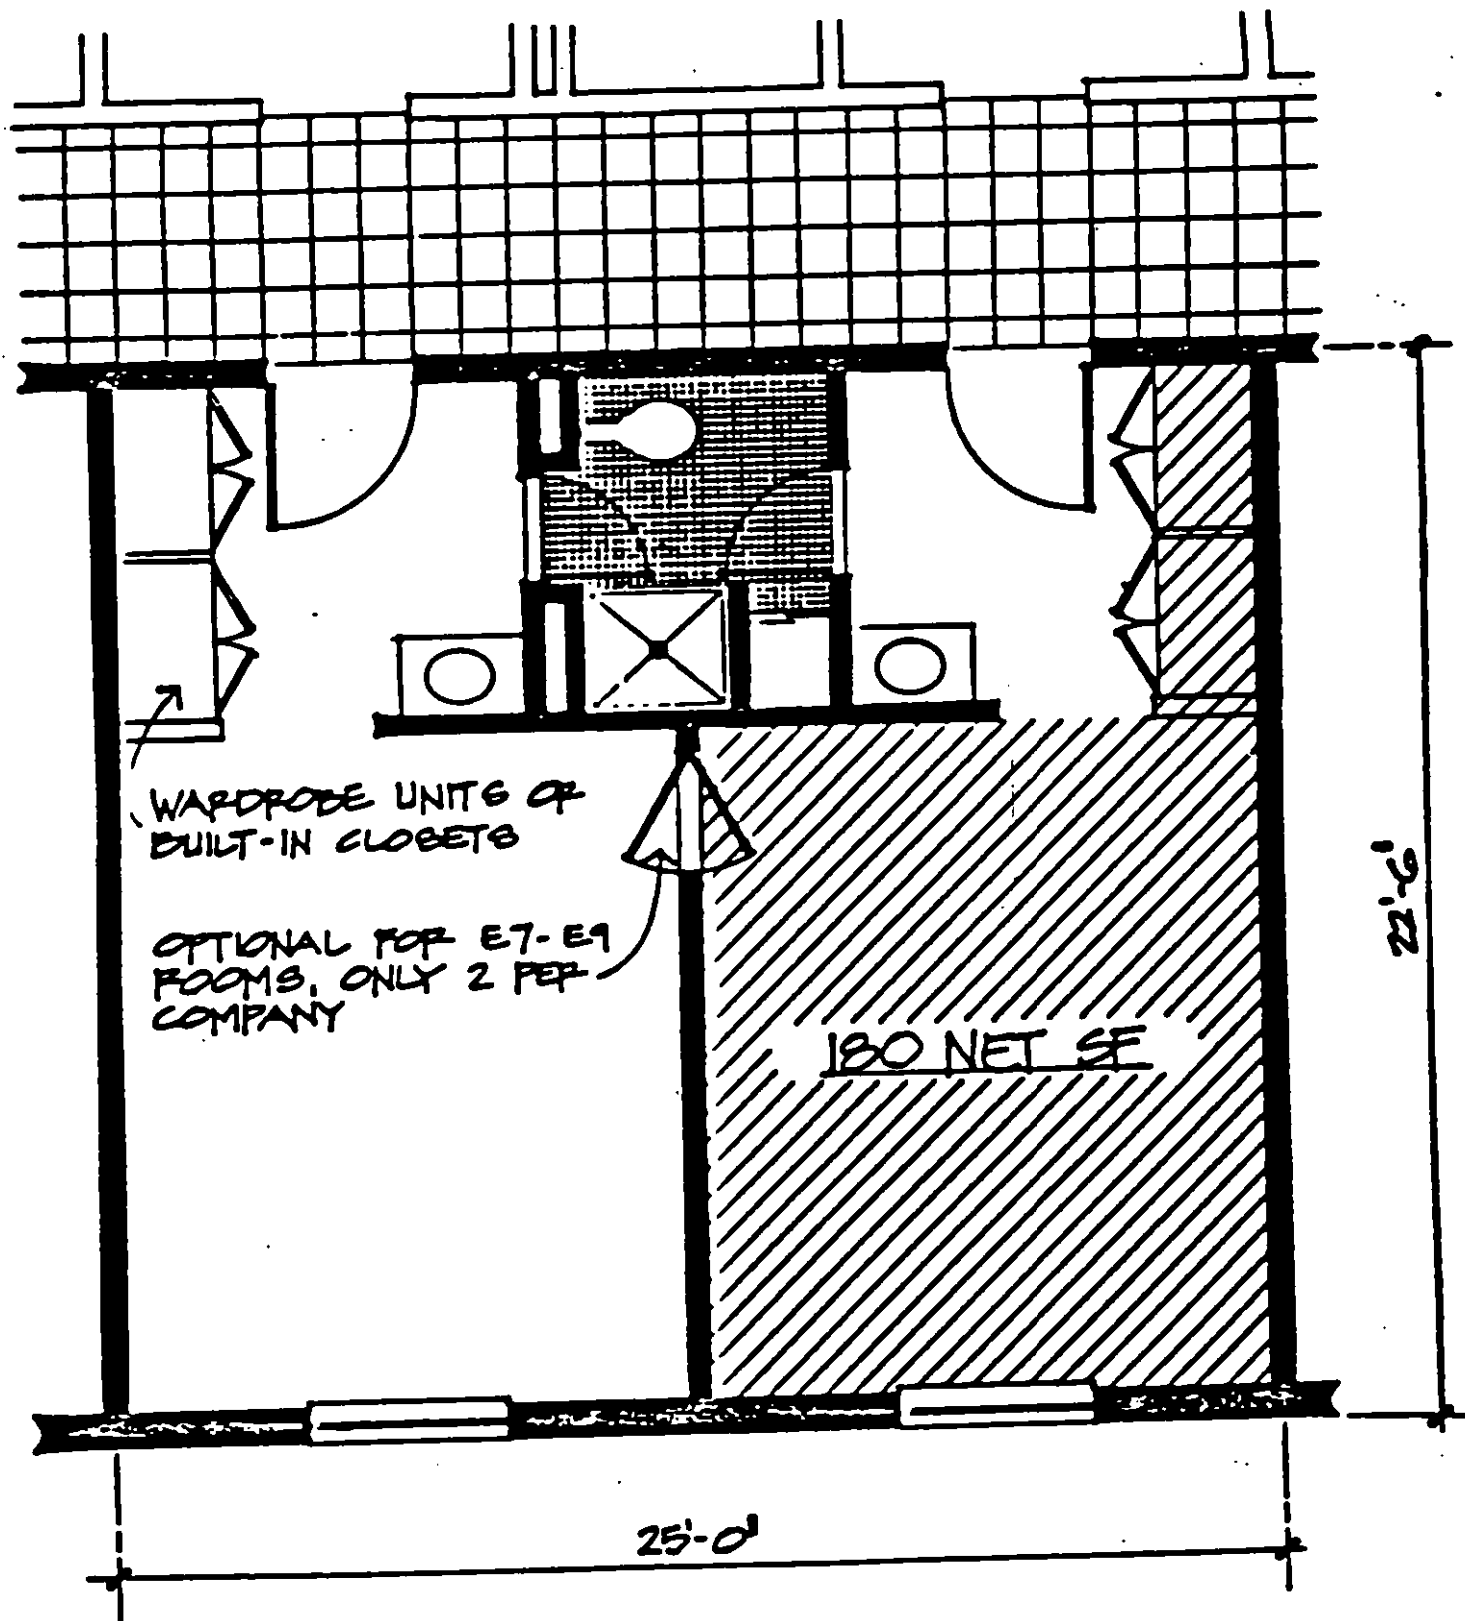 WARDROBE UNITS OR
BUILT-IN CLOSETS
OPTIONAL FOR E7-E9
ROOMS, ONLY 2 PER
COMPANY
180 NET SF
22'-6"
25'-0"